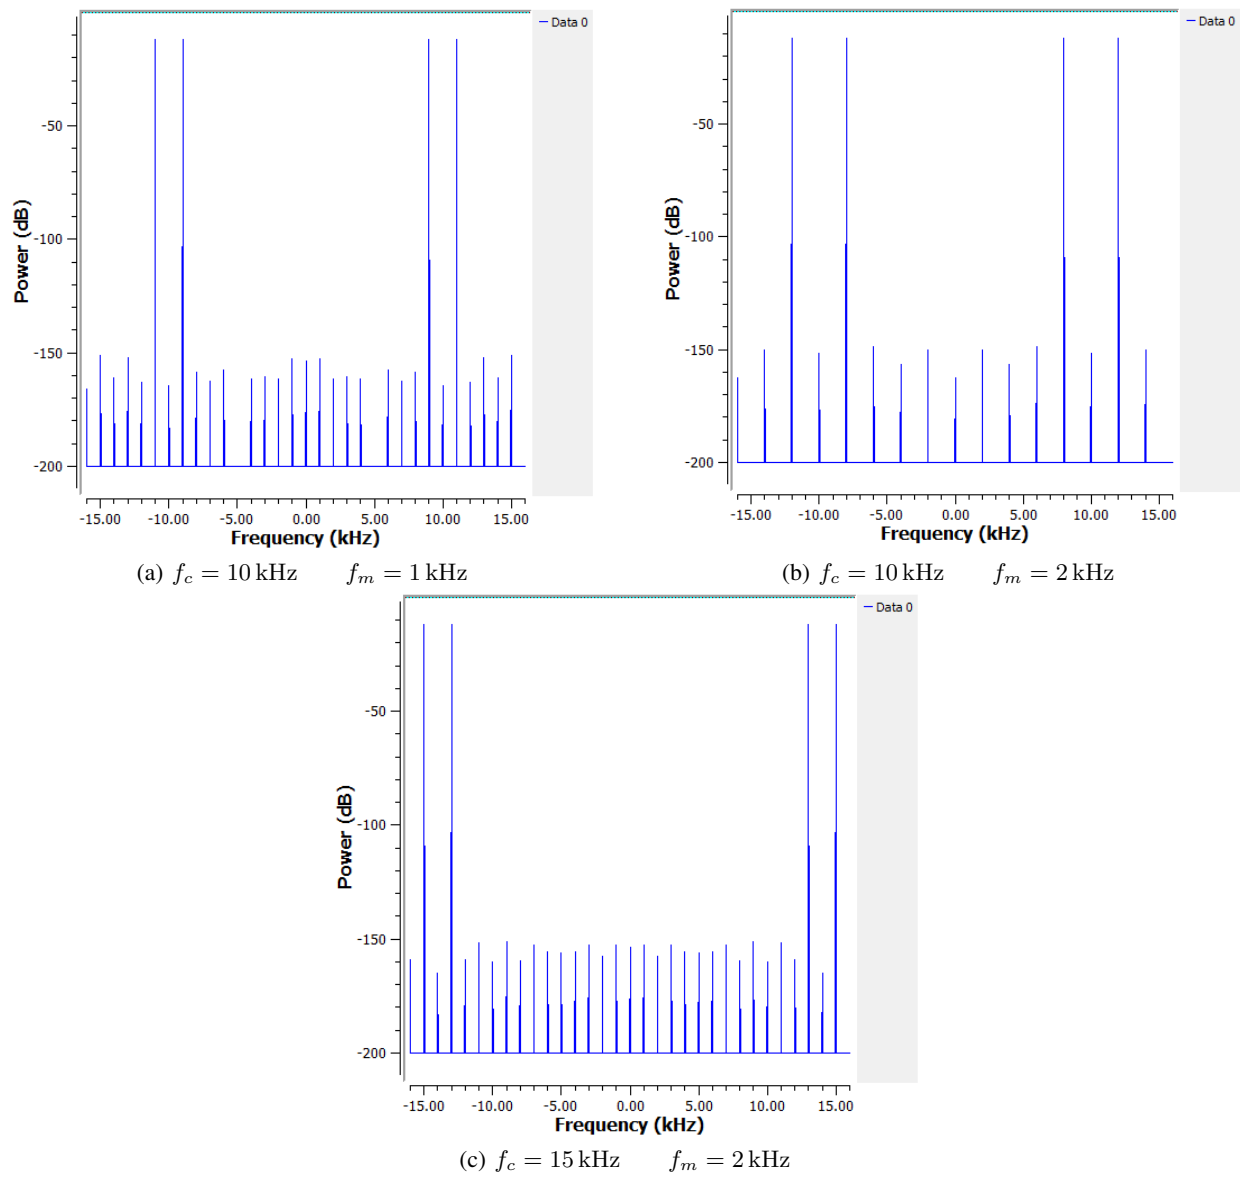 Data 0
-50
-100
-150
-200
Power (dB)
-15.00 -10.00 -5.00 0.00 5.00 10.00 15.00
Frequency (kHz)
(a) f_c = 10 kHz f_m = 1 kHz
Data 0
-50
-100
-150
-200
Power (dB)
-15.00 -10.00 -5.00 0.00 5.00 10.00 15.00
Frequency (kHz)
(b) f_c = 10 kHz f_m = 2 kHz
Data 0
-50
-100
-150
-200
Power (dB)
-15.00 -10.00 -5.00 0.00 5.00 10.00 15.00
Frequency (kHz)
(c) f_c = 15 kHz f_m = 2 kHz